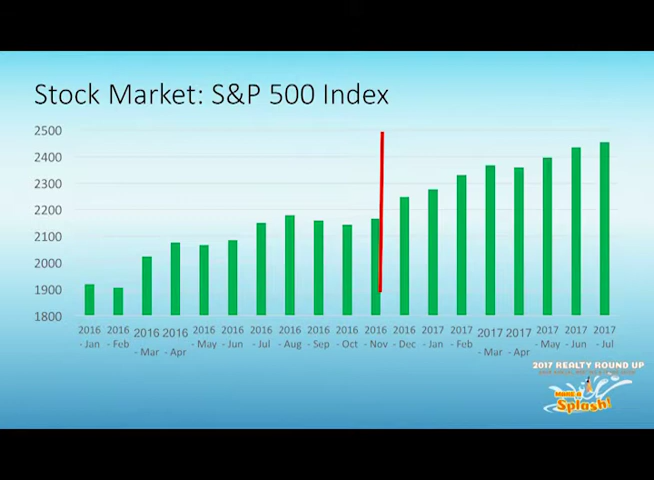 Stock Market: S&P 500 Index
2500
2400
2300
2200
2100
2000
1900
1800
2016 - Jan
2016 - Feb
2016 - Mar
2016 - Apr
2016 - May
2016 - Jun
2016 - Jul
2016 - Aug
2016 - Sep
2016 - Oct
2016 - Nov
2016 - Dec
2017 - Jan
2017 - Feb
2017 - Mar
2017 - Apr
2017 - May
2017 - Jun
2017 - Jul
2017 REALTY ROUND UP
MAKE A
Splash!